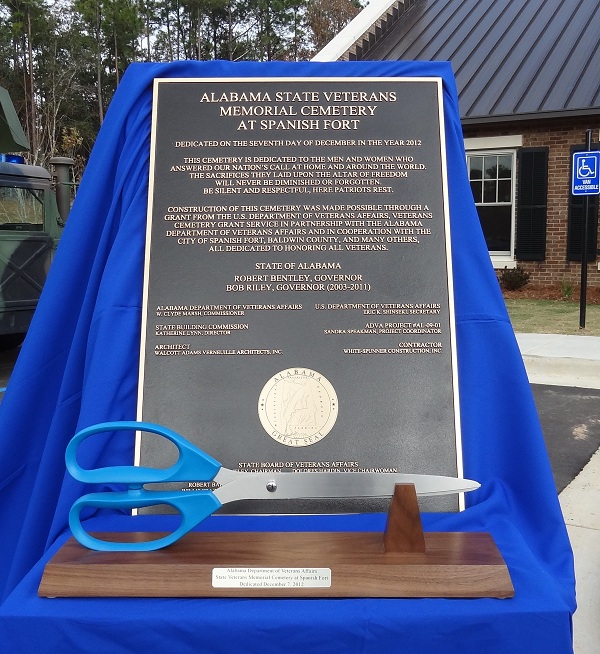 ALABAMA STATE VETERANS
MEMORIAL CEMETERY
AT SPANISH FORT
DEDICATED ON THE SEVENTH DAY OF DECEMBER IN THE YEAR 2012
THIS CEMETERY IS DEDICATED TO THE MEN AND WOMEN WHO
ANSWERED OUR NATION'S CALL AT HOME AND AROUND THE WORLD.
THE SACRIFICES THEY LAID UPON THE ALTAR OF FREEDOM
WILL NEVER BE DIMINISHED OR FORGOTTEN.
BE SILENT AND RESPECTFUL, HERE PATRIOTS REST.
CONSTRUCTION OF THIS CEMETERY WAS MADE POSSIBLE THROUGH A
GRANT FROM THE U.S. DEPARTMENT OF VETERANS AFFAIRS, VETERANS
CEMETERY GRANT SERVICE IN PARTNERSHIP WITH THE ALABAMA
DEPARTMENT OF VETERANS AFFAIRS AND IN COOPERATION WITH THE
CITY OF SPANISH FORT, BALDWIN COUNTY, AND MANY OTHERS,
ALL DEDICATED TO HONORING ALL VETERANS.
STATE OF ALABAMA
ROBERT BENTLEY, GOVERNOR
BOB RILEY, GOVERNOR (2003-2011)
ALABAMA DEPARTMENT OF VETERANS AFFAIRS
W. CLYDE MARSH, COMMISSIONER
U.S. DEPARTMENT OF VETERANS AFFAIRS
ERIC K. SHINSEKI, SECRETARY
STATE BUILDING COMMISSION
KATHERINE LYNN, DIRECTOR
ADVA PROJECT #AL-09-01
SANDRA SPEAKMAN, PROJECT COORDINATOR
ARCHITECT
WALCOTT ADAMS VERNEUILLE ARCHITECTS, INC.
CONTRACTOR
WHITE-SPUNNER CONSTRUCTION, INC
ALABAMA
GREAT SEAL
STATE BOARD OF VETERANS AFFAIRS
CHAIRMAN DOLORES HARDIN, VICE CHAIRWOMAN
ROBERT
Alabama Department of Veterans Affairs
State Veterans Memorial Cemetery at Spanish Fort
Dedicated December 7, 2012
VAN
ACCESSIBLE